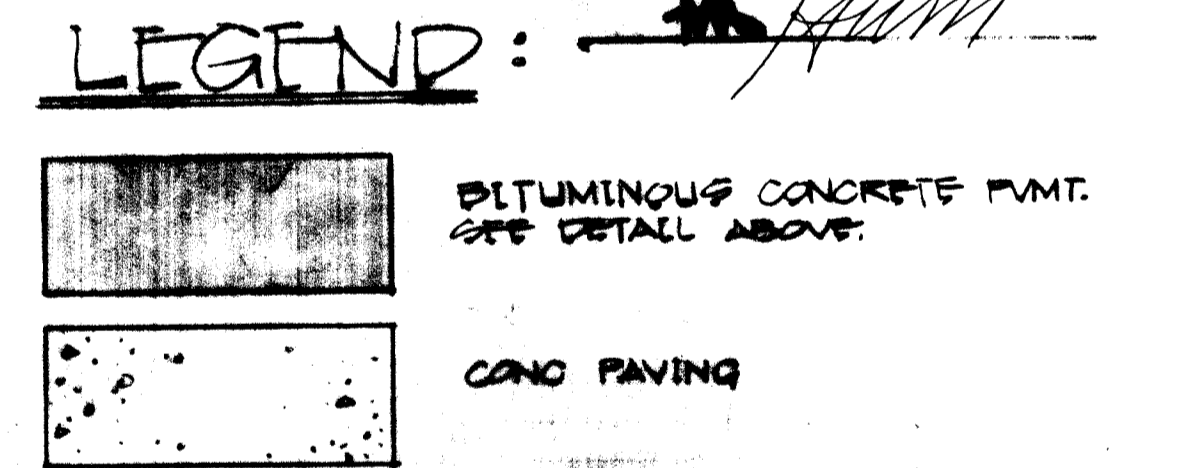 LEGEND:
BITUMINOUS CONCRETE PVMT.
SEE DETAIL ABOVE.
CONC PAVING